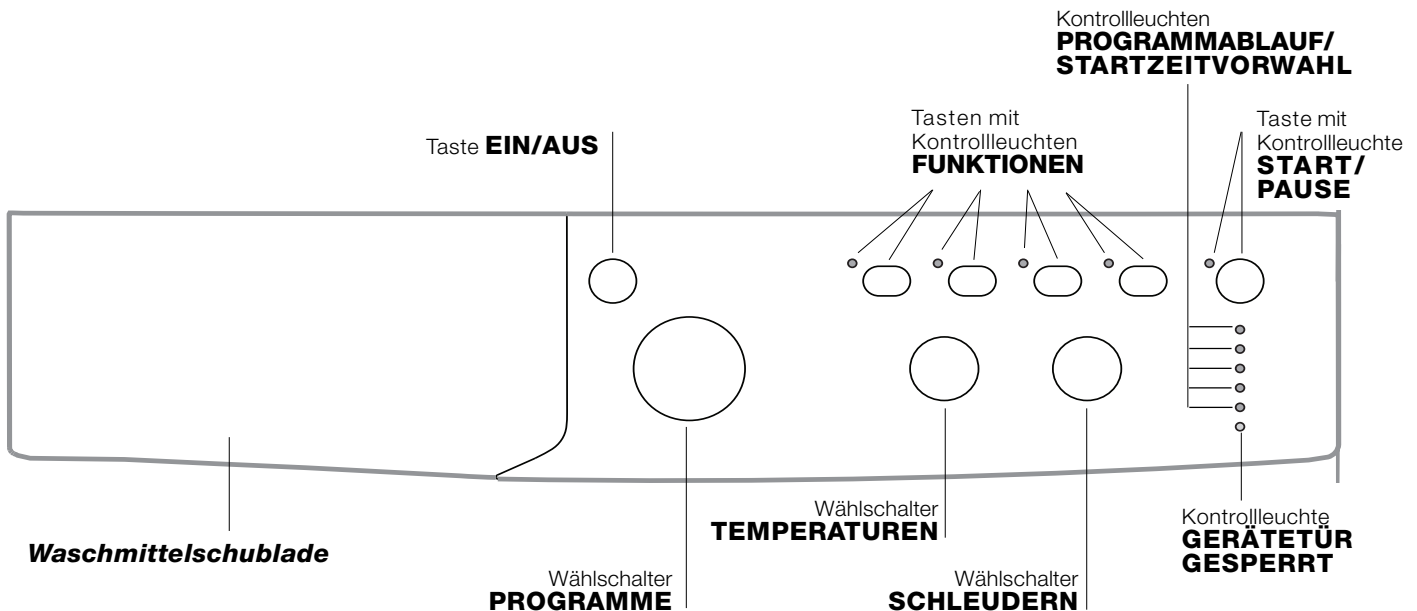 Kontrollleuchten
PROGRAMMABLAUF/
STARTZEITVORWAHL
Taste EIN/AUS
Tasten mit
Kontrollleuchten
FUNKTIONEN
Taste mit
Kontrollleuchte
START/
PAUSE
Waschmittelschublade
Wählschalter
PROGRAMME
Wählschalter
TEMPERATUREN
Wählschalter
SCHLEUDERN
Kontrollleuchte
GERÄTETÜR
GESPERRT